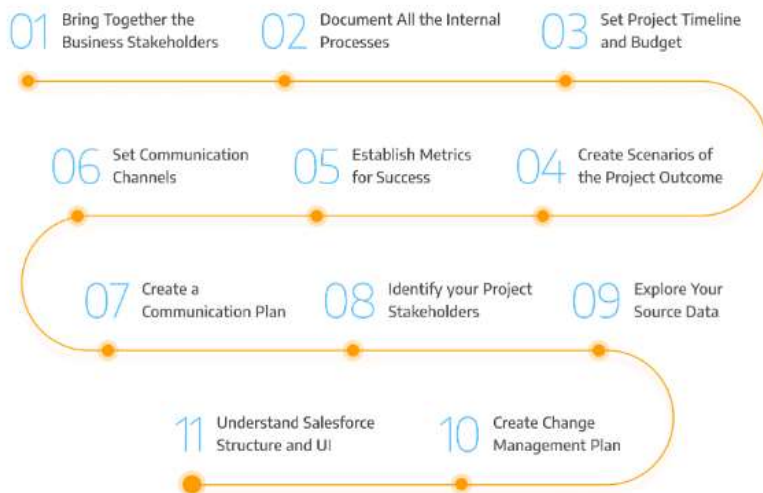 01 Bring Together the
Business Stakeholders
02 Document All the Internal
Processes
03 Set Project Timeline
and Budget
04 Create Scenarios of
the Project Outcome
05 Establish Metrics
for Success
06 Set Communication
Channels
07 Create a
Communication Plan
08 Identify your Project
Stakeholders
09 Explore Your
Source Data
10 Create Change
Management Plan
11 Understand Salesforce
Structure and UI